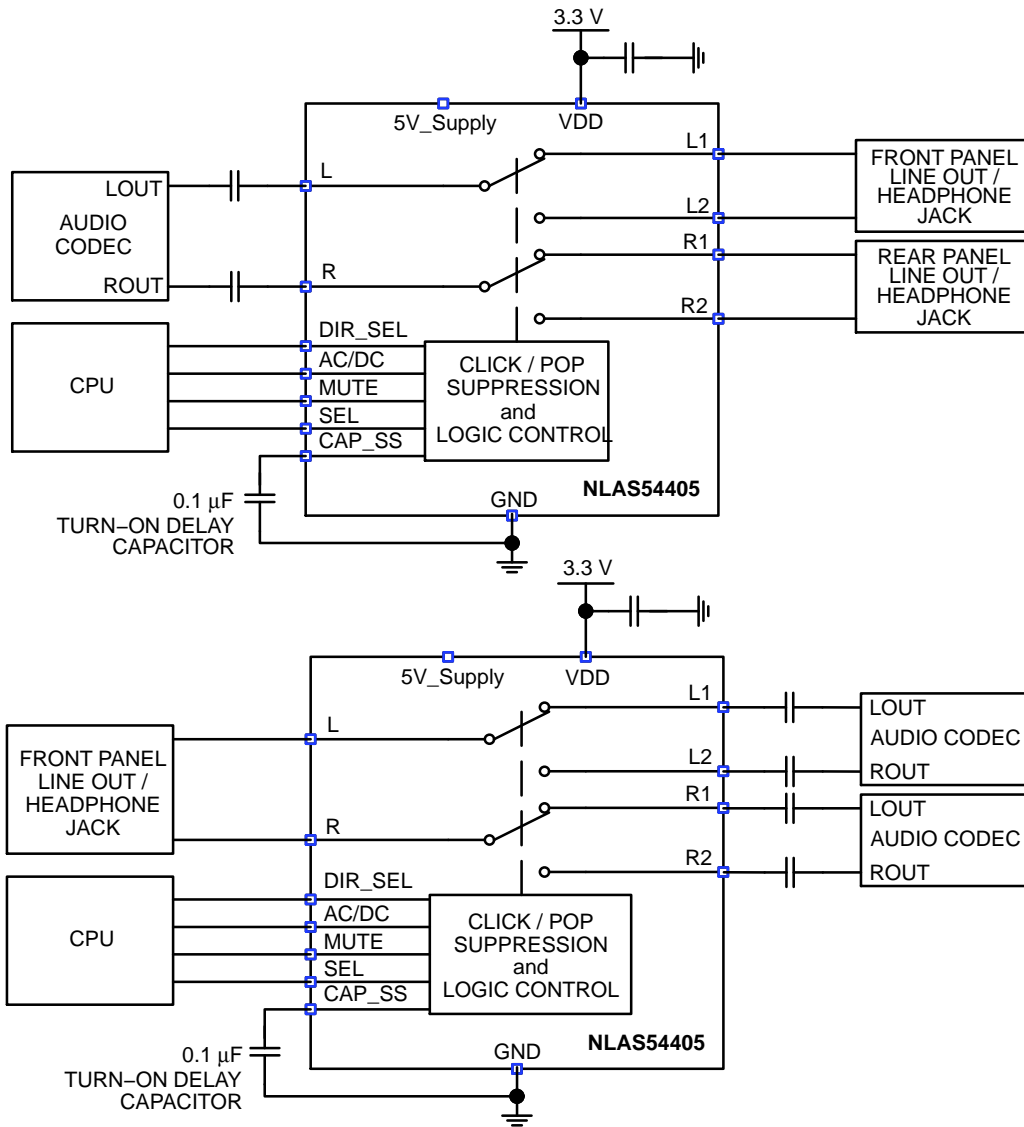 3.3 V
5V_Supply
VDD
L
L1
L2
R
R1
R2
LOUT
AUDIO
CODEC
ROUT
FRONT PANEL
LINE OUT /
HEADPHONE
JACK
REAR PANEL
LINE OUT /
HEADPHONE
JACK
CPU
DIR_SEL
AC/DC
MUTE
SEL
CAP_SS
CLICK / POP
SUPPRESSION
and
LOGIC CONTROL
NLAS54405
GND
0.1 μF
TURN−ON DELAY
CAPACITOR
3.3 V
5V_Supply
VDD
L
L1
L2
R
R1
R2
FRONT PANEL
LINE OUT /
HEADPHONE
JACK
LOUT
AUDIO CODEC
ROUT
LOUT
AUDIO CODEC
ROUT
CPU
DIR_SEL
AC/DC
MUTE
SEL
CAP_SS
CLICK / POP
SUPPRESSION
and
LOGIC CONTROL
NLAS54405
GND
0.1 μF
TURN−ON DELAY
CAPACITOR